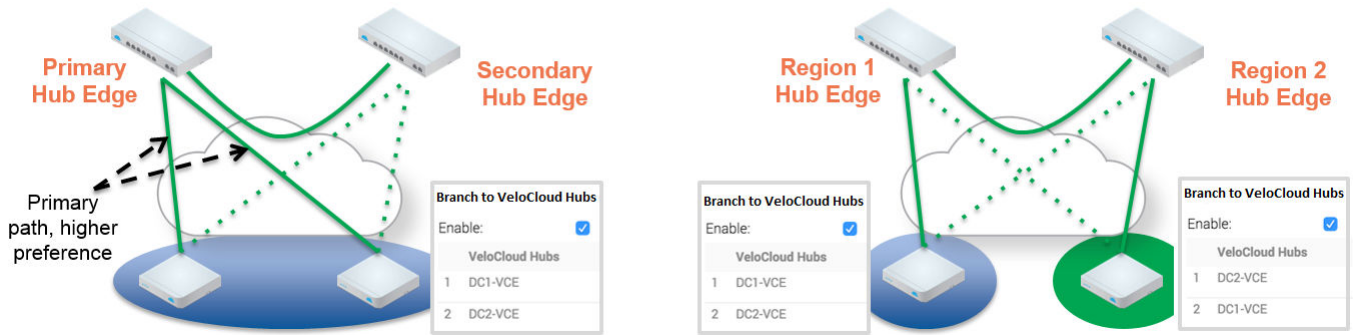 Primary
Hub Edge
Secondary
Hub Edge
Primary
path, higher
preference
Branch to VeloCloud Hubs
Enable:
VeloCloud Hubs
1 DC1-VCE
2 DC2-VCE
Region 1
Hub Edge
Region 2
Hub Edge
Branch to VeloCloud Hubs
Enable:
VeloCloud Hubs
1 DC1-VCE
2 DC2-VCE
Branch to VeloCloud Hubs
Enable:
VeloCloud Hubs
1 DC2-VCE
2 DC1-VCE